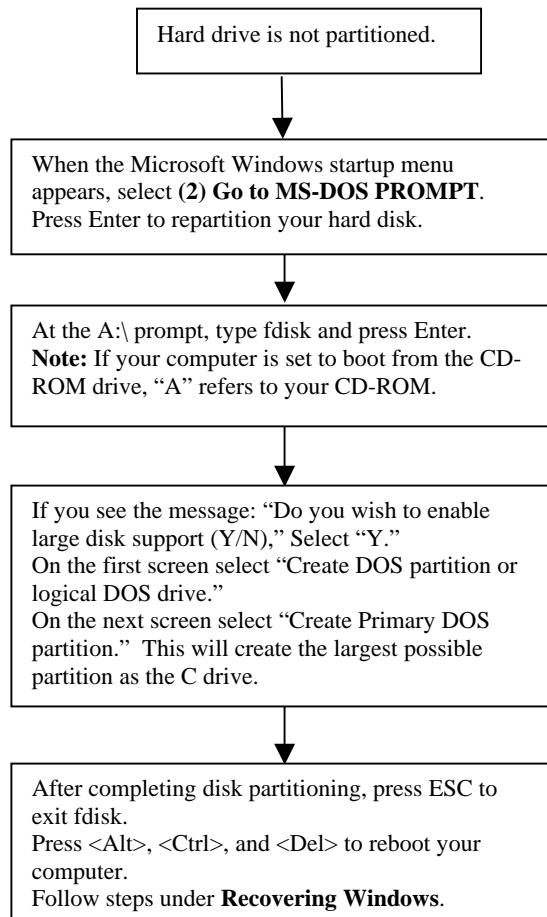 Hard drive is not partitioned.
When the Microsoft Windows startup menu
appears, select (2) Go to MS-DOS PROMPT.
Press Enter to repartition your hard disk.
At the A:\ prompt, type fdisk and press Enter.
Note: If your computer is set to boot from the CD-
ROM drive, “A” refers to your CD-ROM.
If you see the message: “Do you wish to enable
large disk support (Y/N),” Select “Y.”
On the first screen select “Create DOS partition or
logical DOS drive.”
On the next screen select “Create Primary DOS
partition.”  This will create the largest possible
partition as the C drive.
After completing disk partitioning, press ESC to
exit fdisk.
Press <Alt>, <Ctrl>, and <Del> to reboot your
computer.
Follow steps under Recovering Windows.